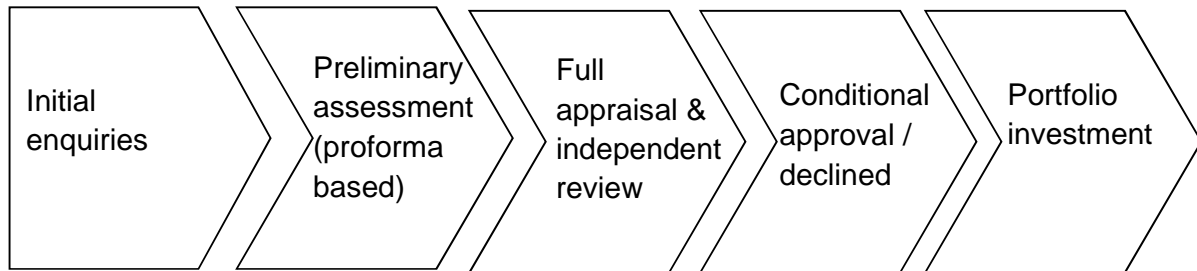 Initial
enquiries
Preliminary
assessment
(proforma
based)
Full
appraisal &
independent
review
Conditional
approval /
declined
Portfolio
investment